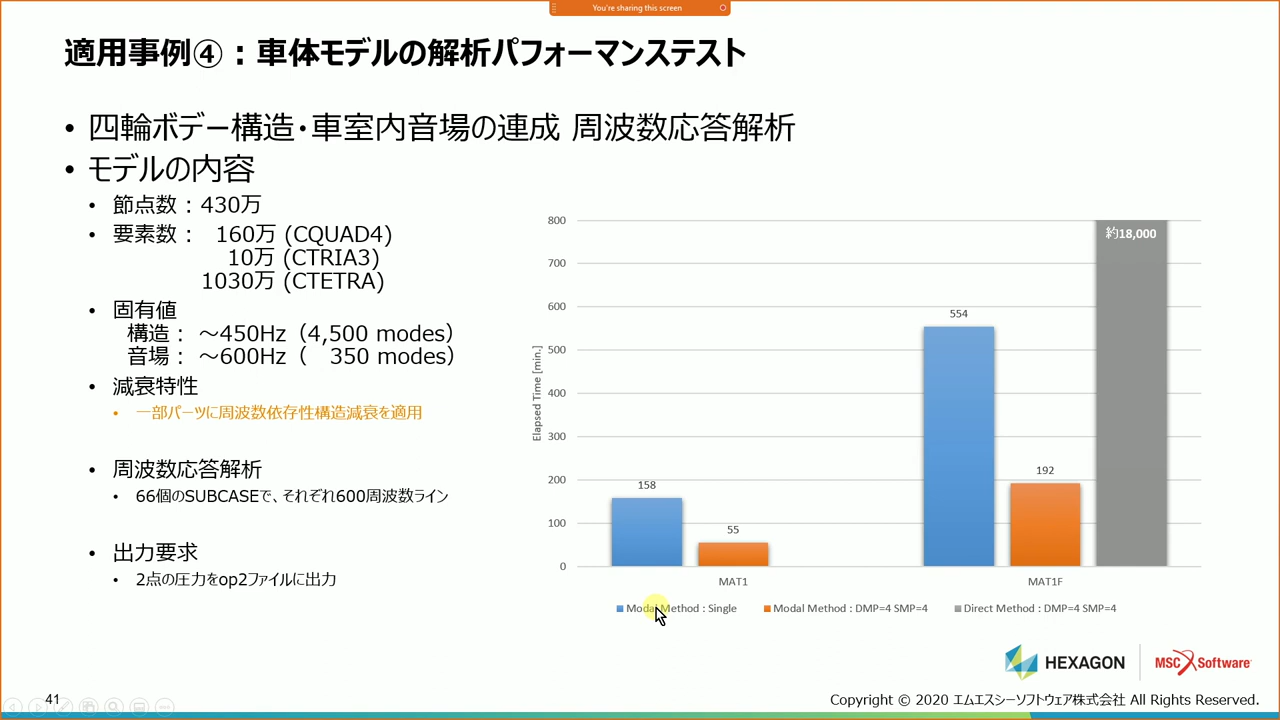 You're sharing this screen
適用事例④：車体モデルの解析パフォーマンステスト
• 四輪ボデー構造・車室内音場の連成 周波数応答解析
• モデルの内容
• 節点数：430万
• 要素数： 160万 (CQUAD4)
10万 (CTRIA3)
1030万 (CTETRA)
• 固有値
構造： ～450Hz（4,500 modes）
音場： ～600Hz（ 350 modes）
• 減衰特性
• 一部パーツに周波数依存性構造減衰を適用
• 周波数応答解析
• 66個のSUBCASEで、それぞれ600周波数ライン
• 出力要求
• 2点の圧力をop2ファイルに出力
Elapsed Time [min.]
800
700
600
500
400
300
200
100
0
158
55
554
192
約18,000
MAT1
MAT1F
Modal Method : Single
Modal Method : DMP=4 SMP=4
Direct Method : DMP=4 SMP=4
HEXAGON
MSC Software
41
Copyright © 2020 エムエスシーソフトウェア株式会社 All Rights Reserved.